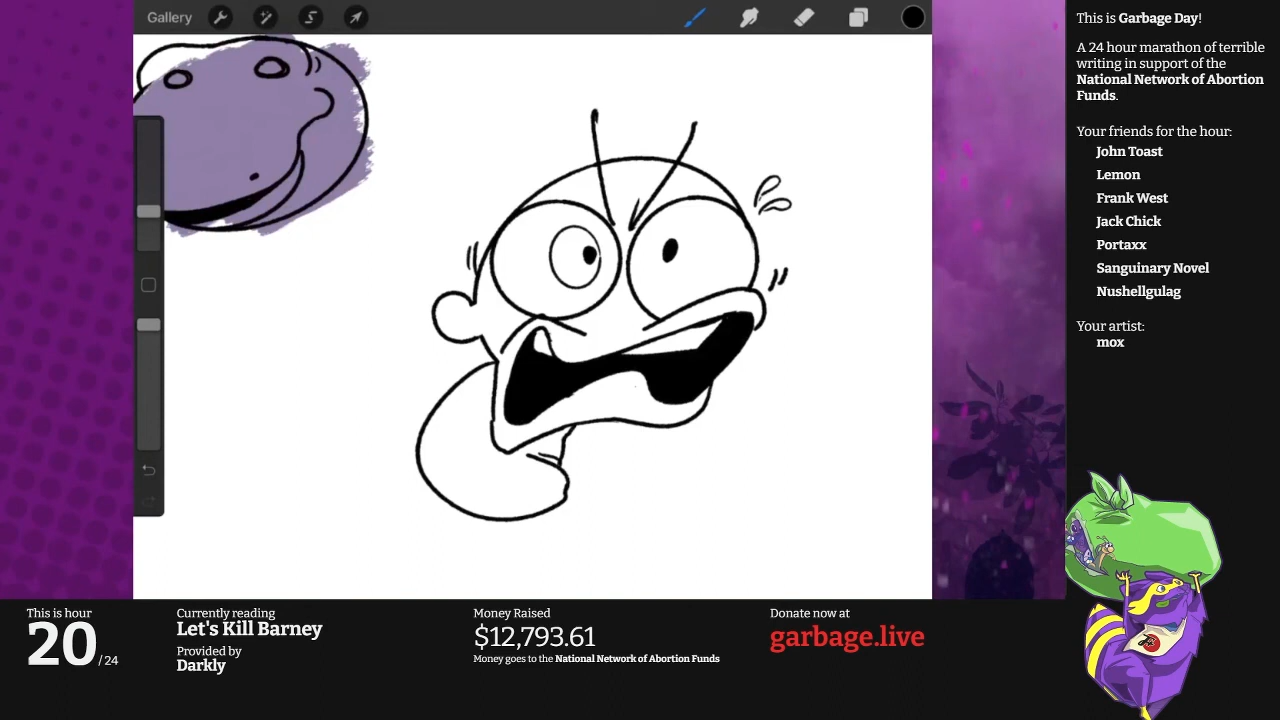 Gallery
This is Garbage Day!
A 24 hour marathon of terrible
writing in support of the
National Network of Abortion
Funds.
Your friends for the hour:
John Toast
Lemon
Frank West
Jack Chick
Portaxx
Sanguinary Novel
Nushellgulag
Your artist:
mox
This is hour
20/24
Currently reading
Let's Kill Barney
Provided by
Darkly
Money Raised
$12,793.61
Money goes to the National Network of Abortion Funds
Donate now at
garbage.live